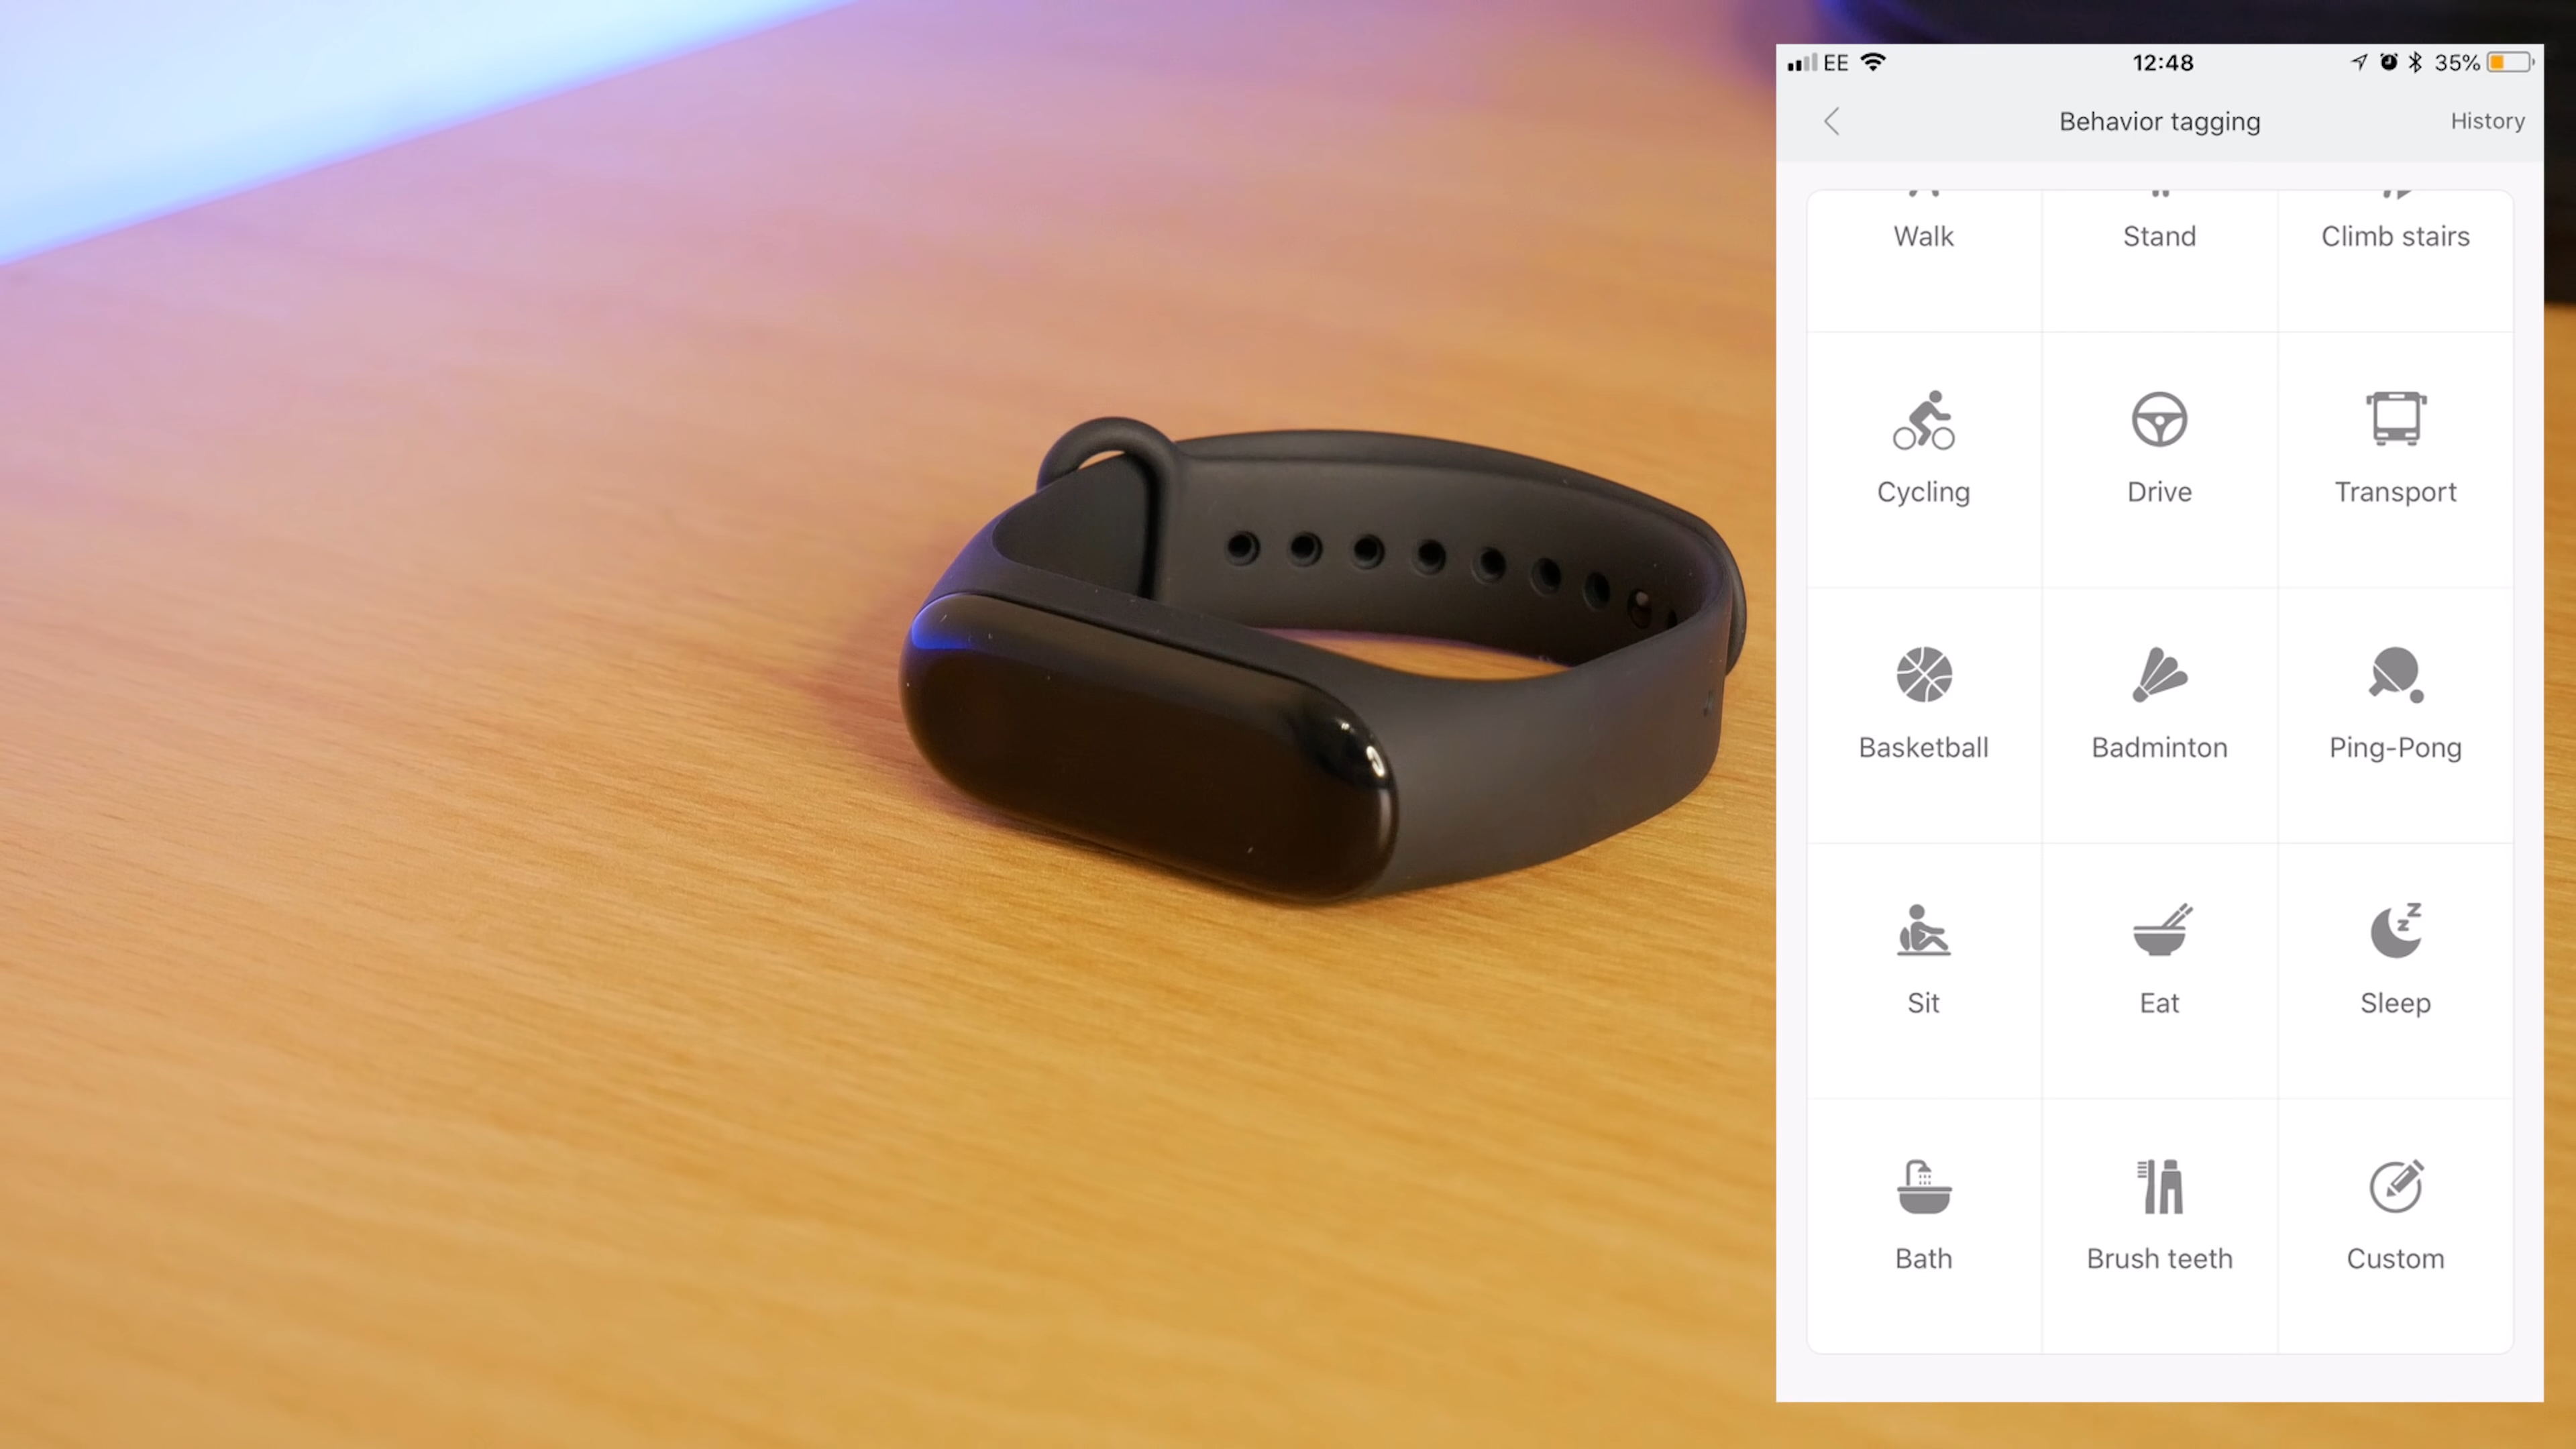 EE 12:48 35%
Behavior tagging History
Walk Stand Climb stairs
Cycling Drive Transport
Basketball Badminton Ping-Pong
Sit Eat Sleep
Bath Brush teeth Custom